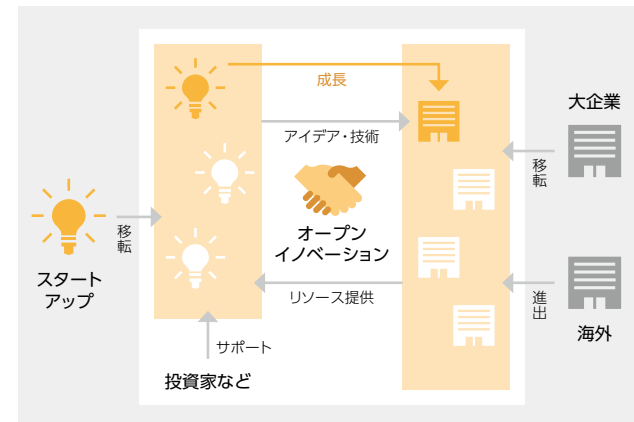 成長
アイデア・技術
オープン
イノベーション
リソース提供
スタート
アップ
移転
サポート
投資家など
大企業
移転
進出
海外